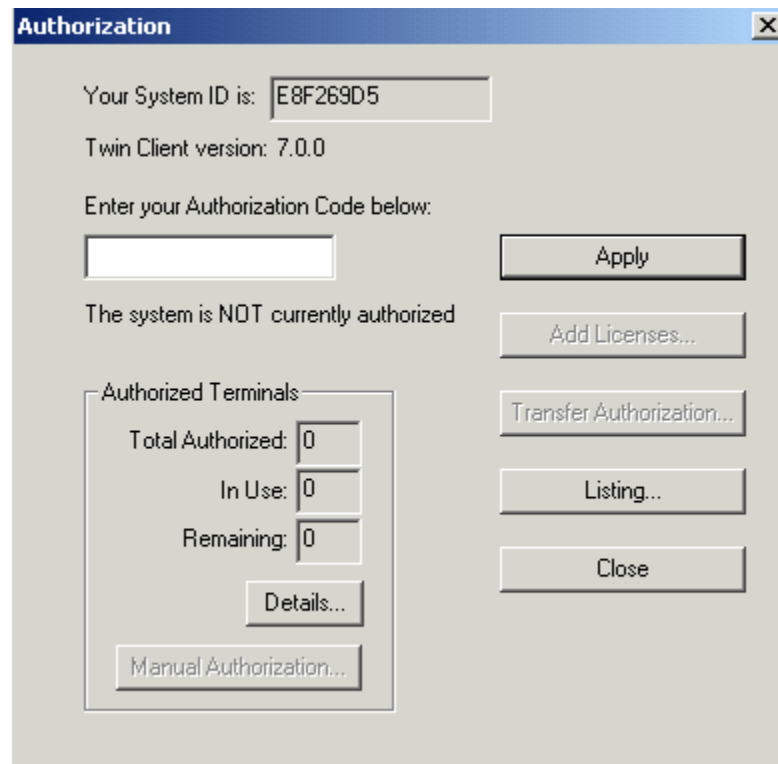 Authorization
Your System ID is: E8F269D5
Twin Client version: 7.0.0
Enter your Authorization Code below:
Apply
The system is NOT currently authorized
Add Licenses...
Authorized Terminals
Transfer Authorization...
Total Authorized: 0
In Use: 0
Listing...
Remaining: 0
Close
Details...
Manual Authorization...